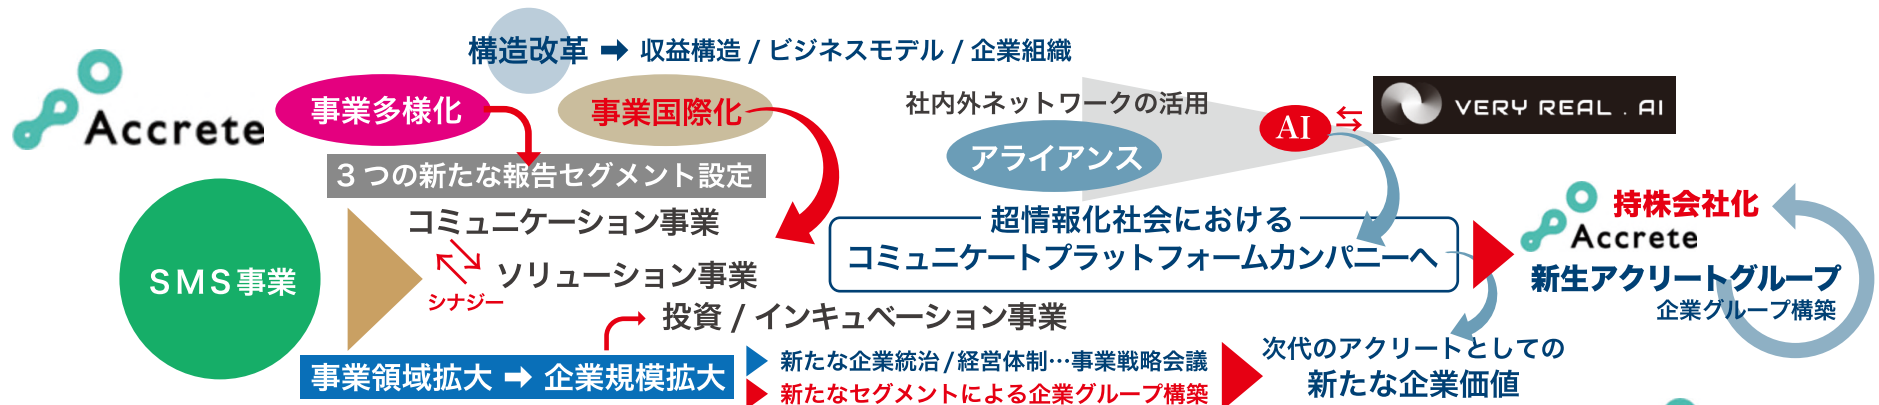 構造改革 ➡ 収益構造 / ビジネスモデル / 企業組織
Accrete
事業多様化
事業国際化
社内外ネットワークの活用
AI
VERY REAL . AI
アライアンス
3つの新たな報告セグメント設定
SMS事業
コミュニケーション事業
ソリューション事業
シナジー
投資 / インキュベーション事業
超情報化社会における
コミュニケートプラットフォームカンパニーへ
持株会社化
Accrete
新生アクリートグループ
企業グループ構築
事業領域拡大 ➡ 企業規模拡大
新たな企業統治 / 経営体制…事業戦略会議
新たなセグメントによる企業グループ構築
次代のアクリートとしての
新たな企業価値